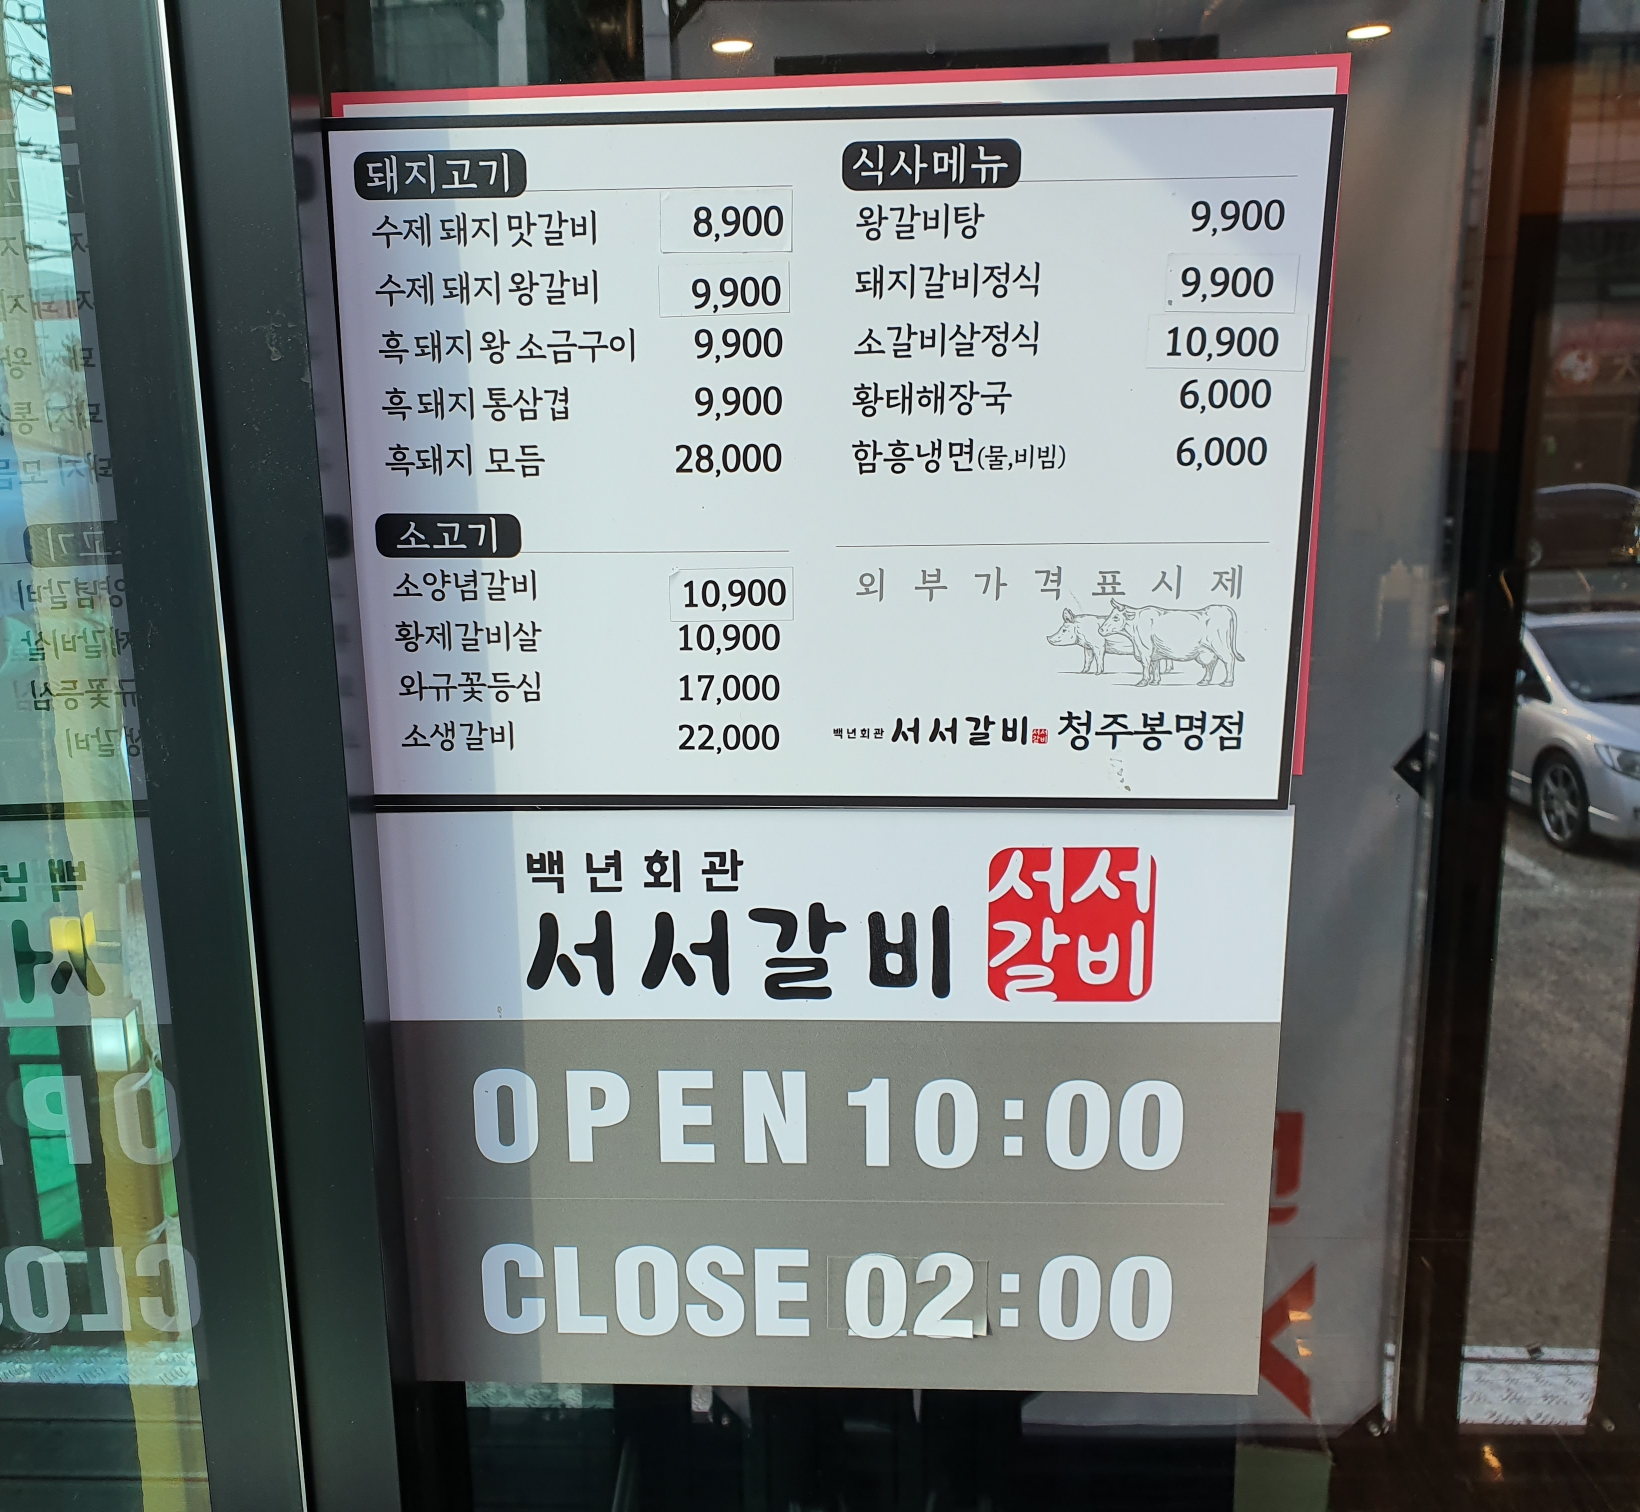 돼지고기
수제 돼지 맛갈비 8,900
수제 돼지 왕갈비 9,900
흑돼지 왕 소금구이 9,900
흑돼지 통삼겹 9,900
흑돼지 모듬 28,000
소고기
소양념갈비 10,900
황제갈비살 10,900
와규꽃등심 17,000
소생갈비 22,000
식사메뉴
왕갈비탕 9,900
돼지갈비정식 9,900
소갈비살정식 10,900
황태해장국 6,000
함흥냉면(물,비빔) 6,000
외부가격표시제
백년회관 서서갈비 서서갈비 청주봉명점
백년회관
서서갈비
서서
갈비
OPEN 10:00
CLOSE 02:00